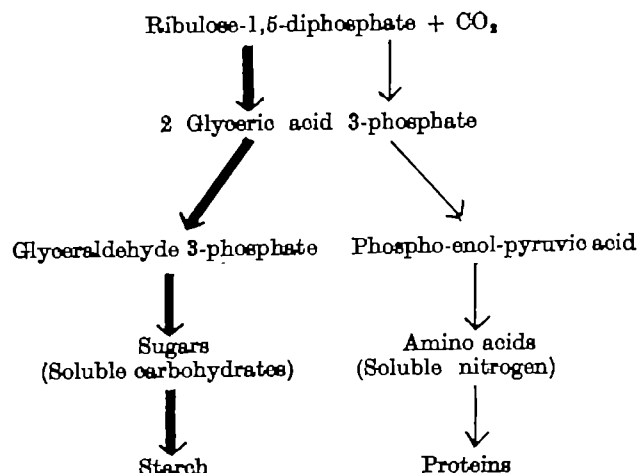 Ribulose-1,5-diphosphate + CO₂
2 Glyceric acid 3-phosphate
Glyceraldehyde 3-phosphate
Phospho-enol-pyruvic acid
Sugars
(Soluble carbohydrates)
Amino acids
(Soluble nitrogen)
Starch
Proteins